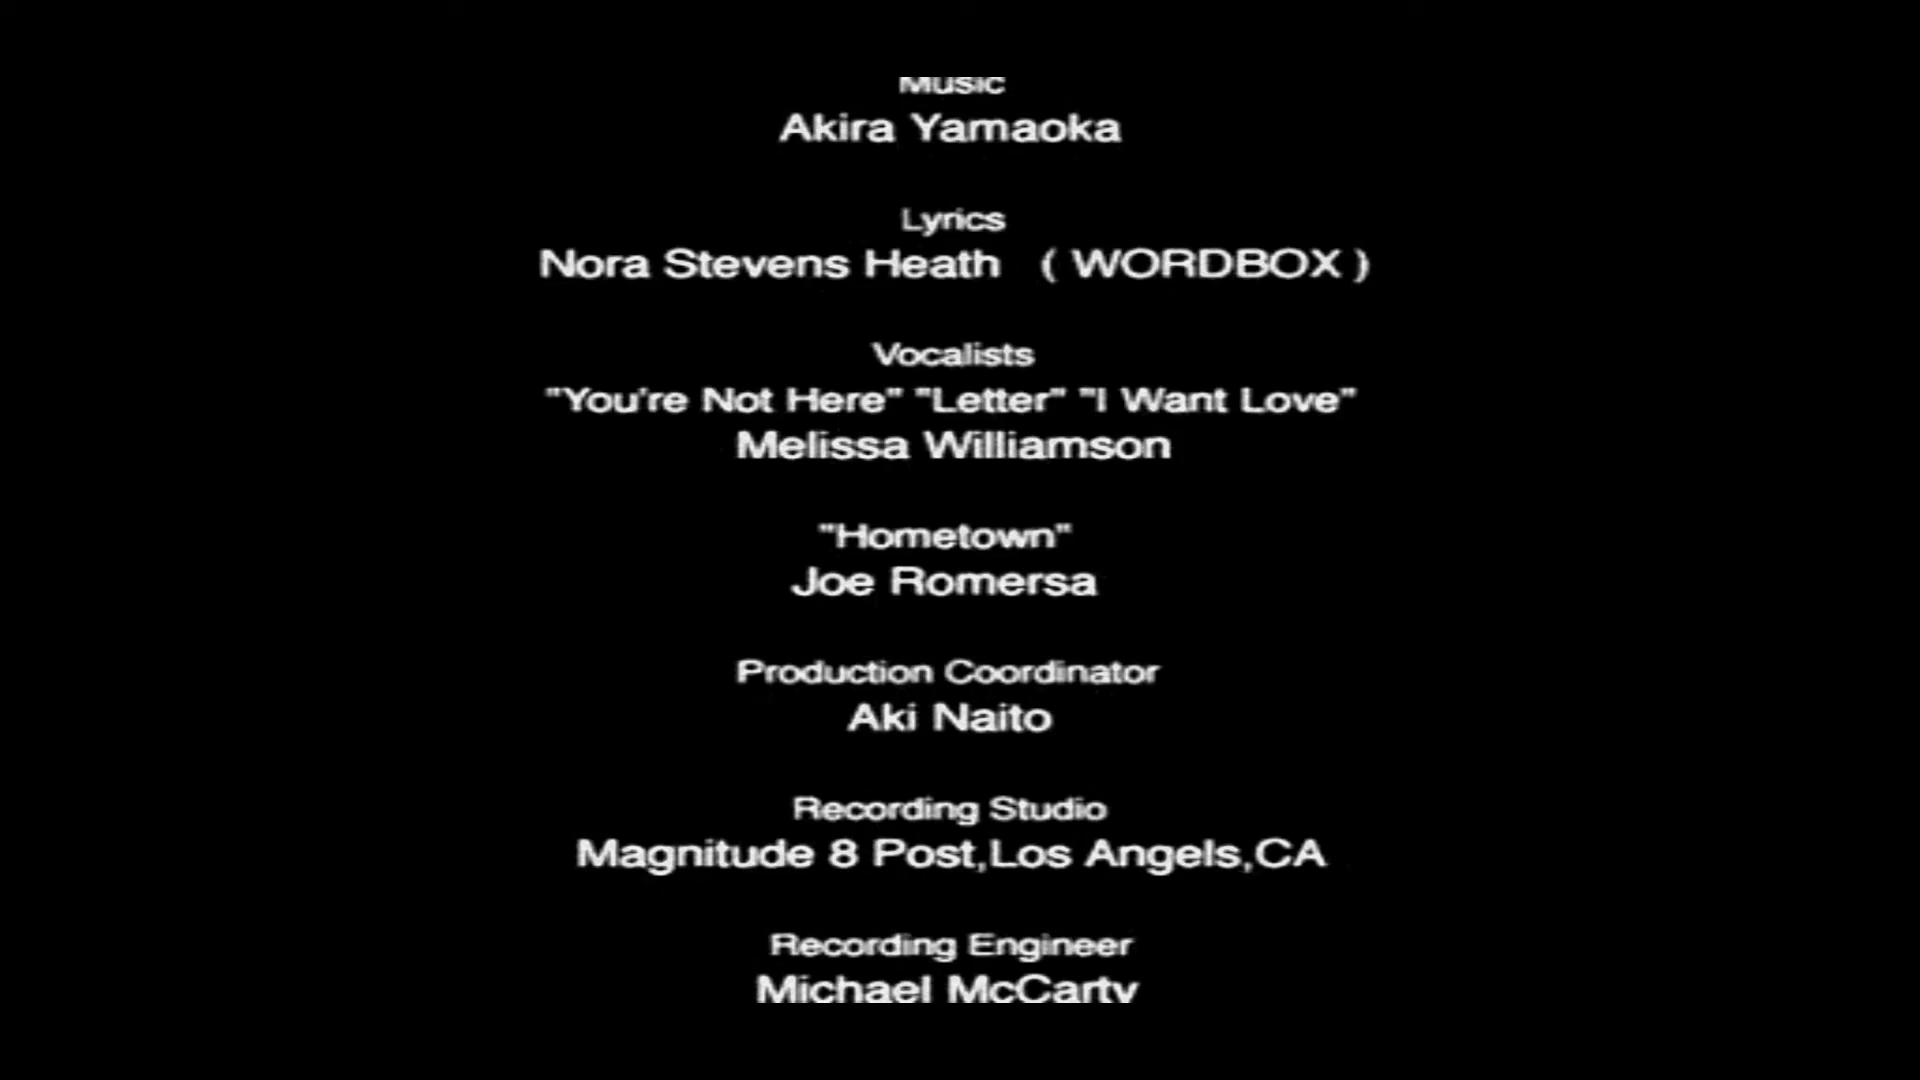 Music
Akira Yamaoka
Lyrics
Nora Stevens Heath ( WORDBOX )
Vocalists
"You're Not Here" "Letter" "I Want Love"
Melissa Williamson
"Hometown"
Joe Romersa
Production Coordinator
Aki Naito
Recording Studio
Magnitude 8 Post,Los Angels,CA
Recording Engineer
Michael McCarty